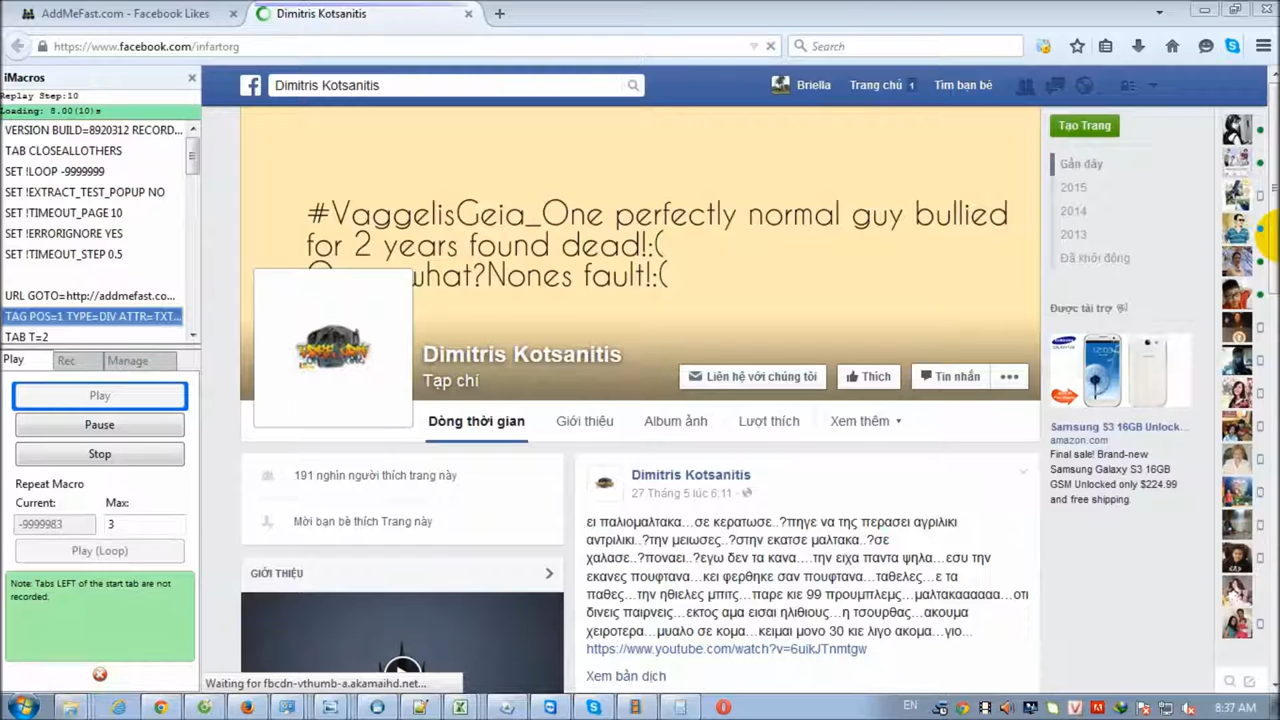 AddMeFast.com - Facebook Likes
Dimitris Kotsanitis
https://www.facebook.com/infartorg
Search
iMacros
Replay Step:10
Loading: 8.00(10)s
VERSION BUILD=8920312 RECORD...
TAB CLOSEALLOTHERS
SET !LOOP -9999999
SET !EXTRACT_TEST_POPUP NO
SET !TIMEOUT_PAGE 10
SET !ERRORIGNORE YES
SET !TIMEOUT_STEP 0.5
URL GOTO=http://addmefast.co...
TAG POS=1 TYPE=DIV ATTR=TXT...
TAB T=2
Play
Rec
Manage
Play
Pause
Stop
Repeat Macro
Current:
Max:
-9999983
3
Play (Loop)
Note: Tabs LEFT of the start tab are not
recorded.
Dimitris Kotsanitis
Briella
Trang chủ 1
Tìm bạn bè
#VaggelisGeia_One perfectly normal guy bullied
for 2 years found dead!:(
what?Nones fault!:(
Dimitris Kotsanitis
Tạp chí
Liên hệ với chúng tôi
Thích
Tin nhắn
Dòng thời gian
Giới thiệu
Album ảnh
Lượt thích
Xem thêm
191 nghìn người thích trang này
Mời bạn bè thích Trang này
GIỚI THIỆU
Dimitris Kotsanitis
27 Tháng 5 lúc 6:11
ει παλιομαλτακα...σε κερατωσε..?πηγε να της περασει αγριλικι
αντριλικι..?την μειωσες..?στην εκατσε μαλτακα..?σε
χαλασε..?ποναει..?εγω δεν τα κανα....την ειχα παντα ψηλα...εσυ την
εκανες πουφτανα...κει φερθηκε σαν πουφτανα...ταθελες...ε τα
παθες...την ηθιελες μπιτς...παρε κιε 99 προυμπλεμς...μαλτακαααααα...οτι
δινεις παιρνεις...εκτος αμα εισαι ηλιθιους...η τσουρθας...ακουμα
χειροτερα...μυαλο σε κομα...κειμαι μονο 30 κιε λιγο ακομα...γιο...
https://www.youtube.com/watch?v=6uikJTnmtgw
Xem bản dịch
Tạo Trang
Gần đây
2015
2014
2013
Đã khởi động
Được tài trợ
Samsung S3 16GB Unlock...
amazon.com
Final sale! Brand-new
Samsung Galaxy S3 16GB
GSM Unlocked only $224.99
and free shipping.
Waiting for fbcdn-vthumb-a.akamaihd.net...
EN
8:37 AM